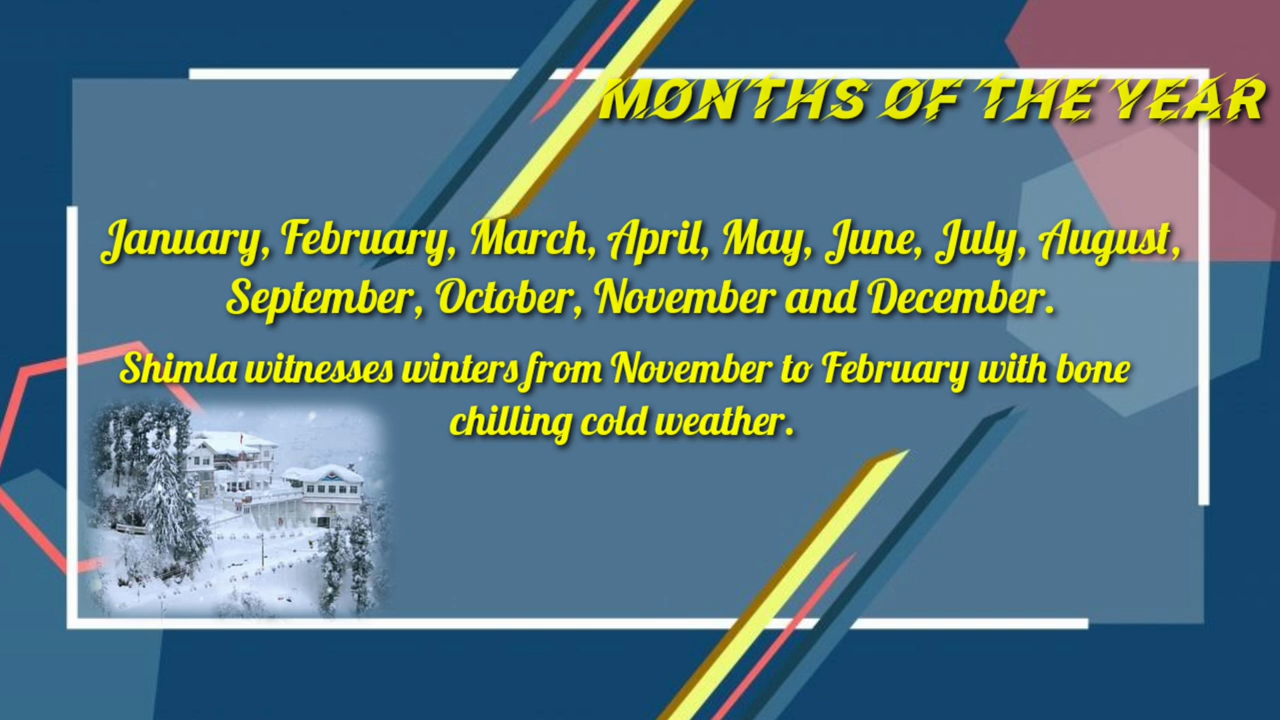 MONTHS OF THE YEAR
January, February, March, April, May, June, July, August,
September, October, November and December.
Shimla witnesses winters from November to February with bone
chilling cold weather.